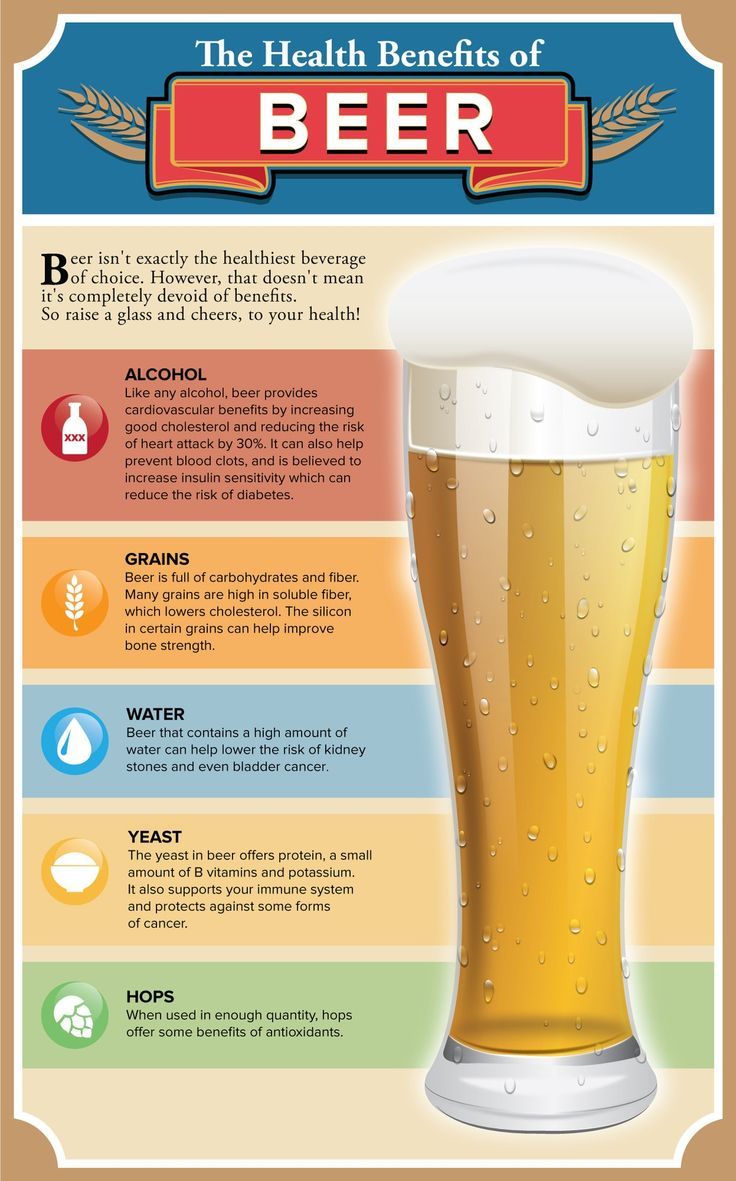 The Health Benefits of
BEER
Beer isn't exactly the healthiest beverage
of choice. However, that doesn't mean
it's completely devoid of benefits.
So raise a glass and cheers, to your health!
ALCOHOL
Like any alcohol, beer provides
cardiovascular benefits by increasing
good cholesterol and reducing the risk
of heart attack by 30%. It can also help
prevent blood clots, and is believed to
increase insulin sensitivity which can
reduce the risk of diabetes.
XXX
GRAINS
Beer is full of carbohydrates and fiber.
Many grains are high in soluble fiber,
which lowers cholesterol. The silicon
in certain grains can help improve
bone strength.
WATER
Beer that contains a high amount of
water can help lower the risk of kidney
stones and even bladder cancer.
YEAST
The yeast in beer offers protein, a small
amount of B vitamins and potassium.
It also supports your immune system
and protects against some forms
of cancer.
HOPS
When used in enough quantity, hops
offer some benefits of antioxidants.